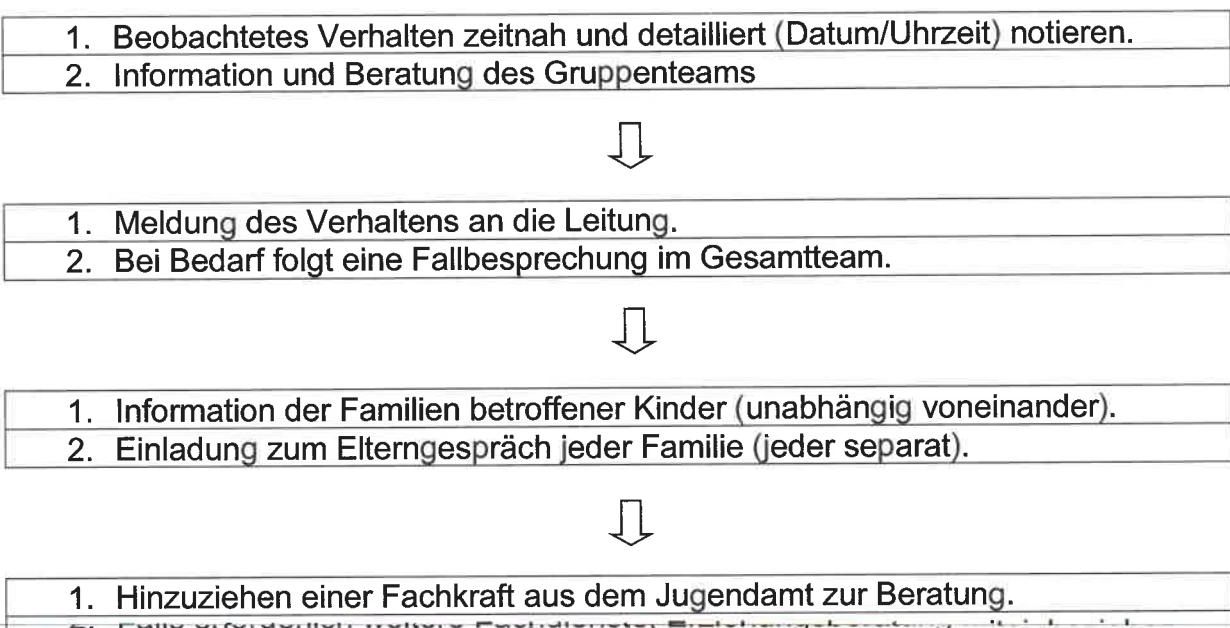 1. Beobachtetes Verhalten zeitnah und detailliert (Datum/Uhrzeit) notieren.
2. Information und Beratung des Gruppenteams
1. Meldung des Verhaltens an die Leitung.
2. Bei Bedarf folgt eine Fallbesprechung im Gesamtteam.
1. Information der Familien betroffener Kinder (unabhängig voneinander).
2. Einladung zum Elterngespräch jeder Familie (jeder separat).
1. Hinzuziehen einer Fachkraft aus dem Jugendamt zur Beratung.